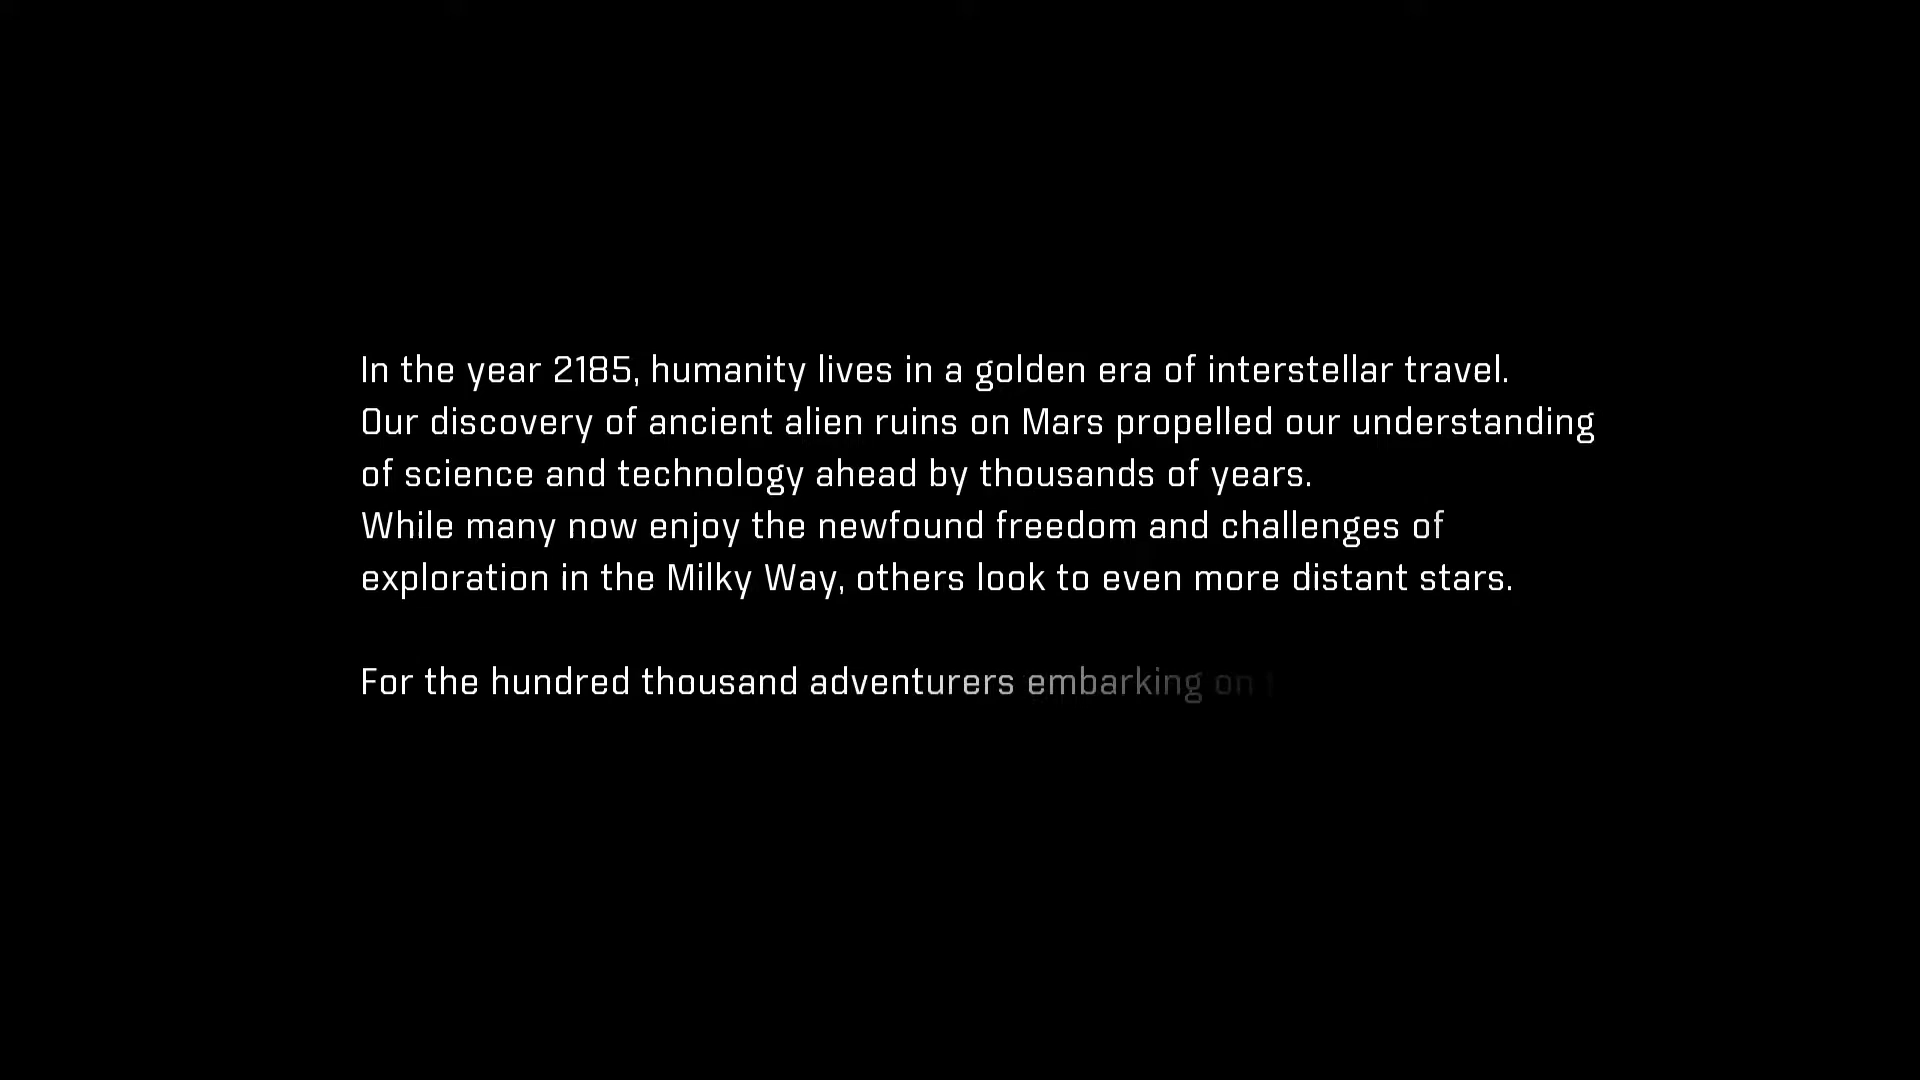 In the year 2185, humanity lives in a golden era of interstellar travel.
Our discovery of ancient alien ruins on Mars propelled our understanding
of science and technology ahead by thousands of years.
While many now enjoy the newfound freedom and challenges of
exploration in the Milky Way, others look to even more distant stars.
For the hundred thousand adventurers embarking on